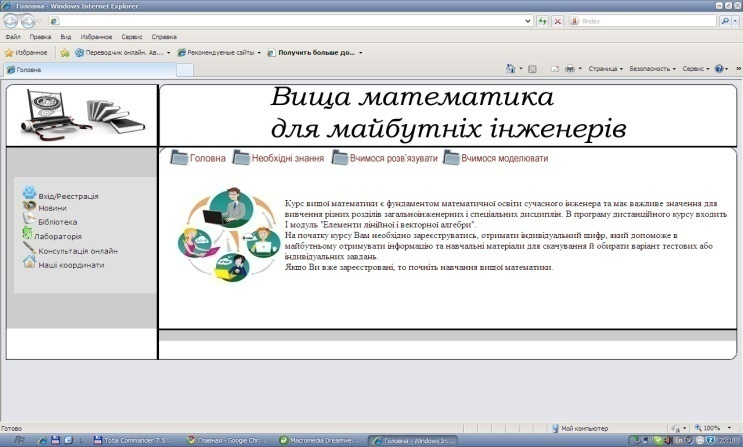 Головна - Windows Internet Explorer
Файл Правка Вид Избранное Сервис Справка
Избранное Переводчик онлайн. Ав... Рекомендуемые сайты Получить больше до...
Головна
Страница Безопасность Сервис
Вища математика
для майбутніх інженерів
Головна Необхідні знання Вчимося розв'язувати Вчимося моделювати
Вхід/Реєстрація
Новини
Бібліотека
Лабораторія
Консультація онлайн
Наші координати
Курс вищої математики є фундаментом математичної освіти сучасного інженера та має важливе значення для
вивчення різних розділів загальноінженерних і спеціальних дисциплін. В програму дистанційного курсу входить
І модуль "Елементи лінійної і векторної алгебри".
На початку курсу Вам необхідно зареєструватись, отримати індивідуальний шифр, який допоможе в
майбутньому отримувати інформацію та навчальні матеріали для скачування й обирати варіант тестових або
індивідуальних завдань.
Якщо Ви вже зареєстровані, то почніть навчання вищої математики.
Готово Мой компьютер 100%
Total Commander 7.5... Главная - Google Chr... Macromedia Dreamwe... Головна - Windows In... En 20:18